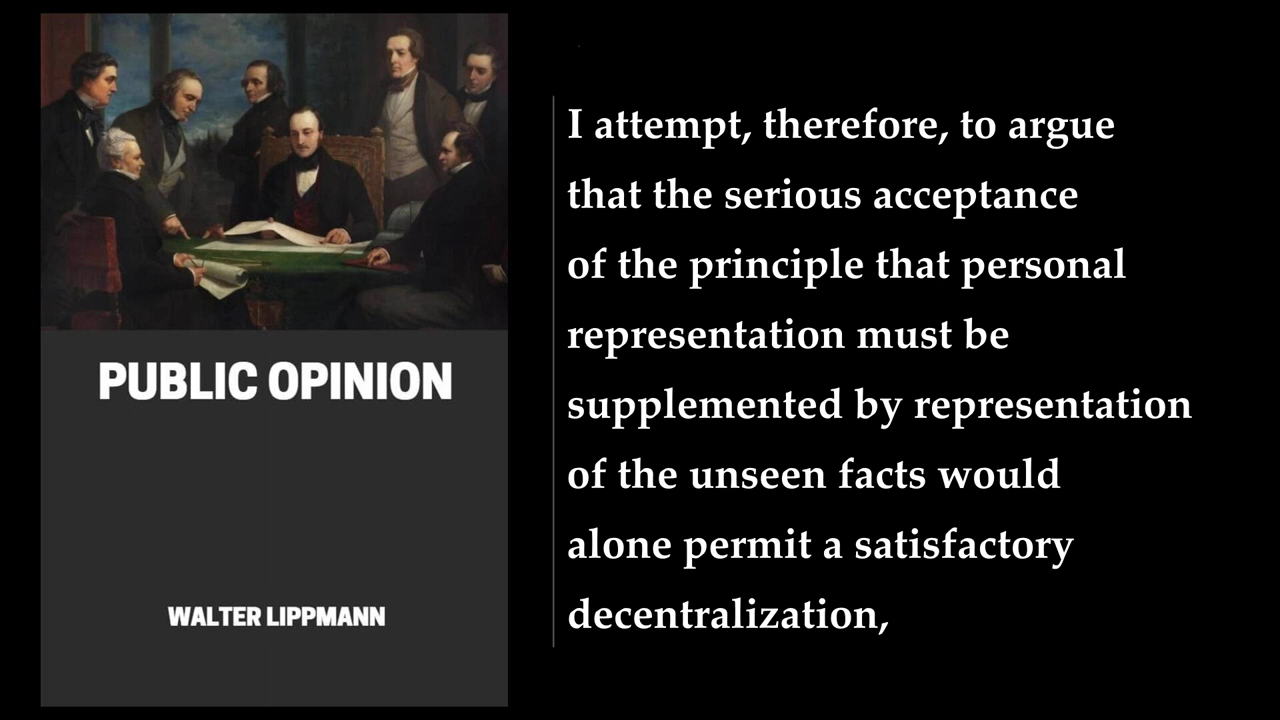 PUBLIC OPINION
WALTER LIPPMANN
I attempt, therefore, to argue
that the serious acceptance
of the principle that personal
representation must be
supplemented by representation
of the unseen facts would
alone permit a satisfactory
decentralization,